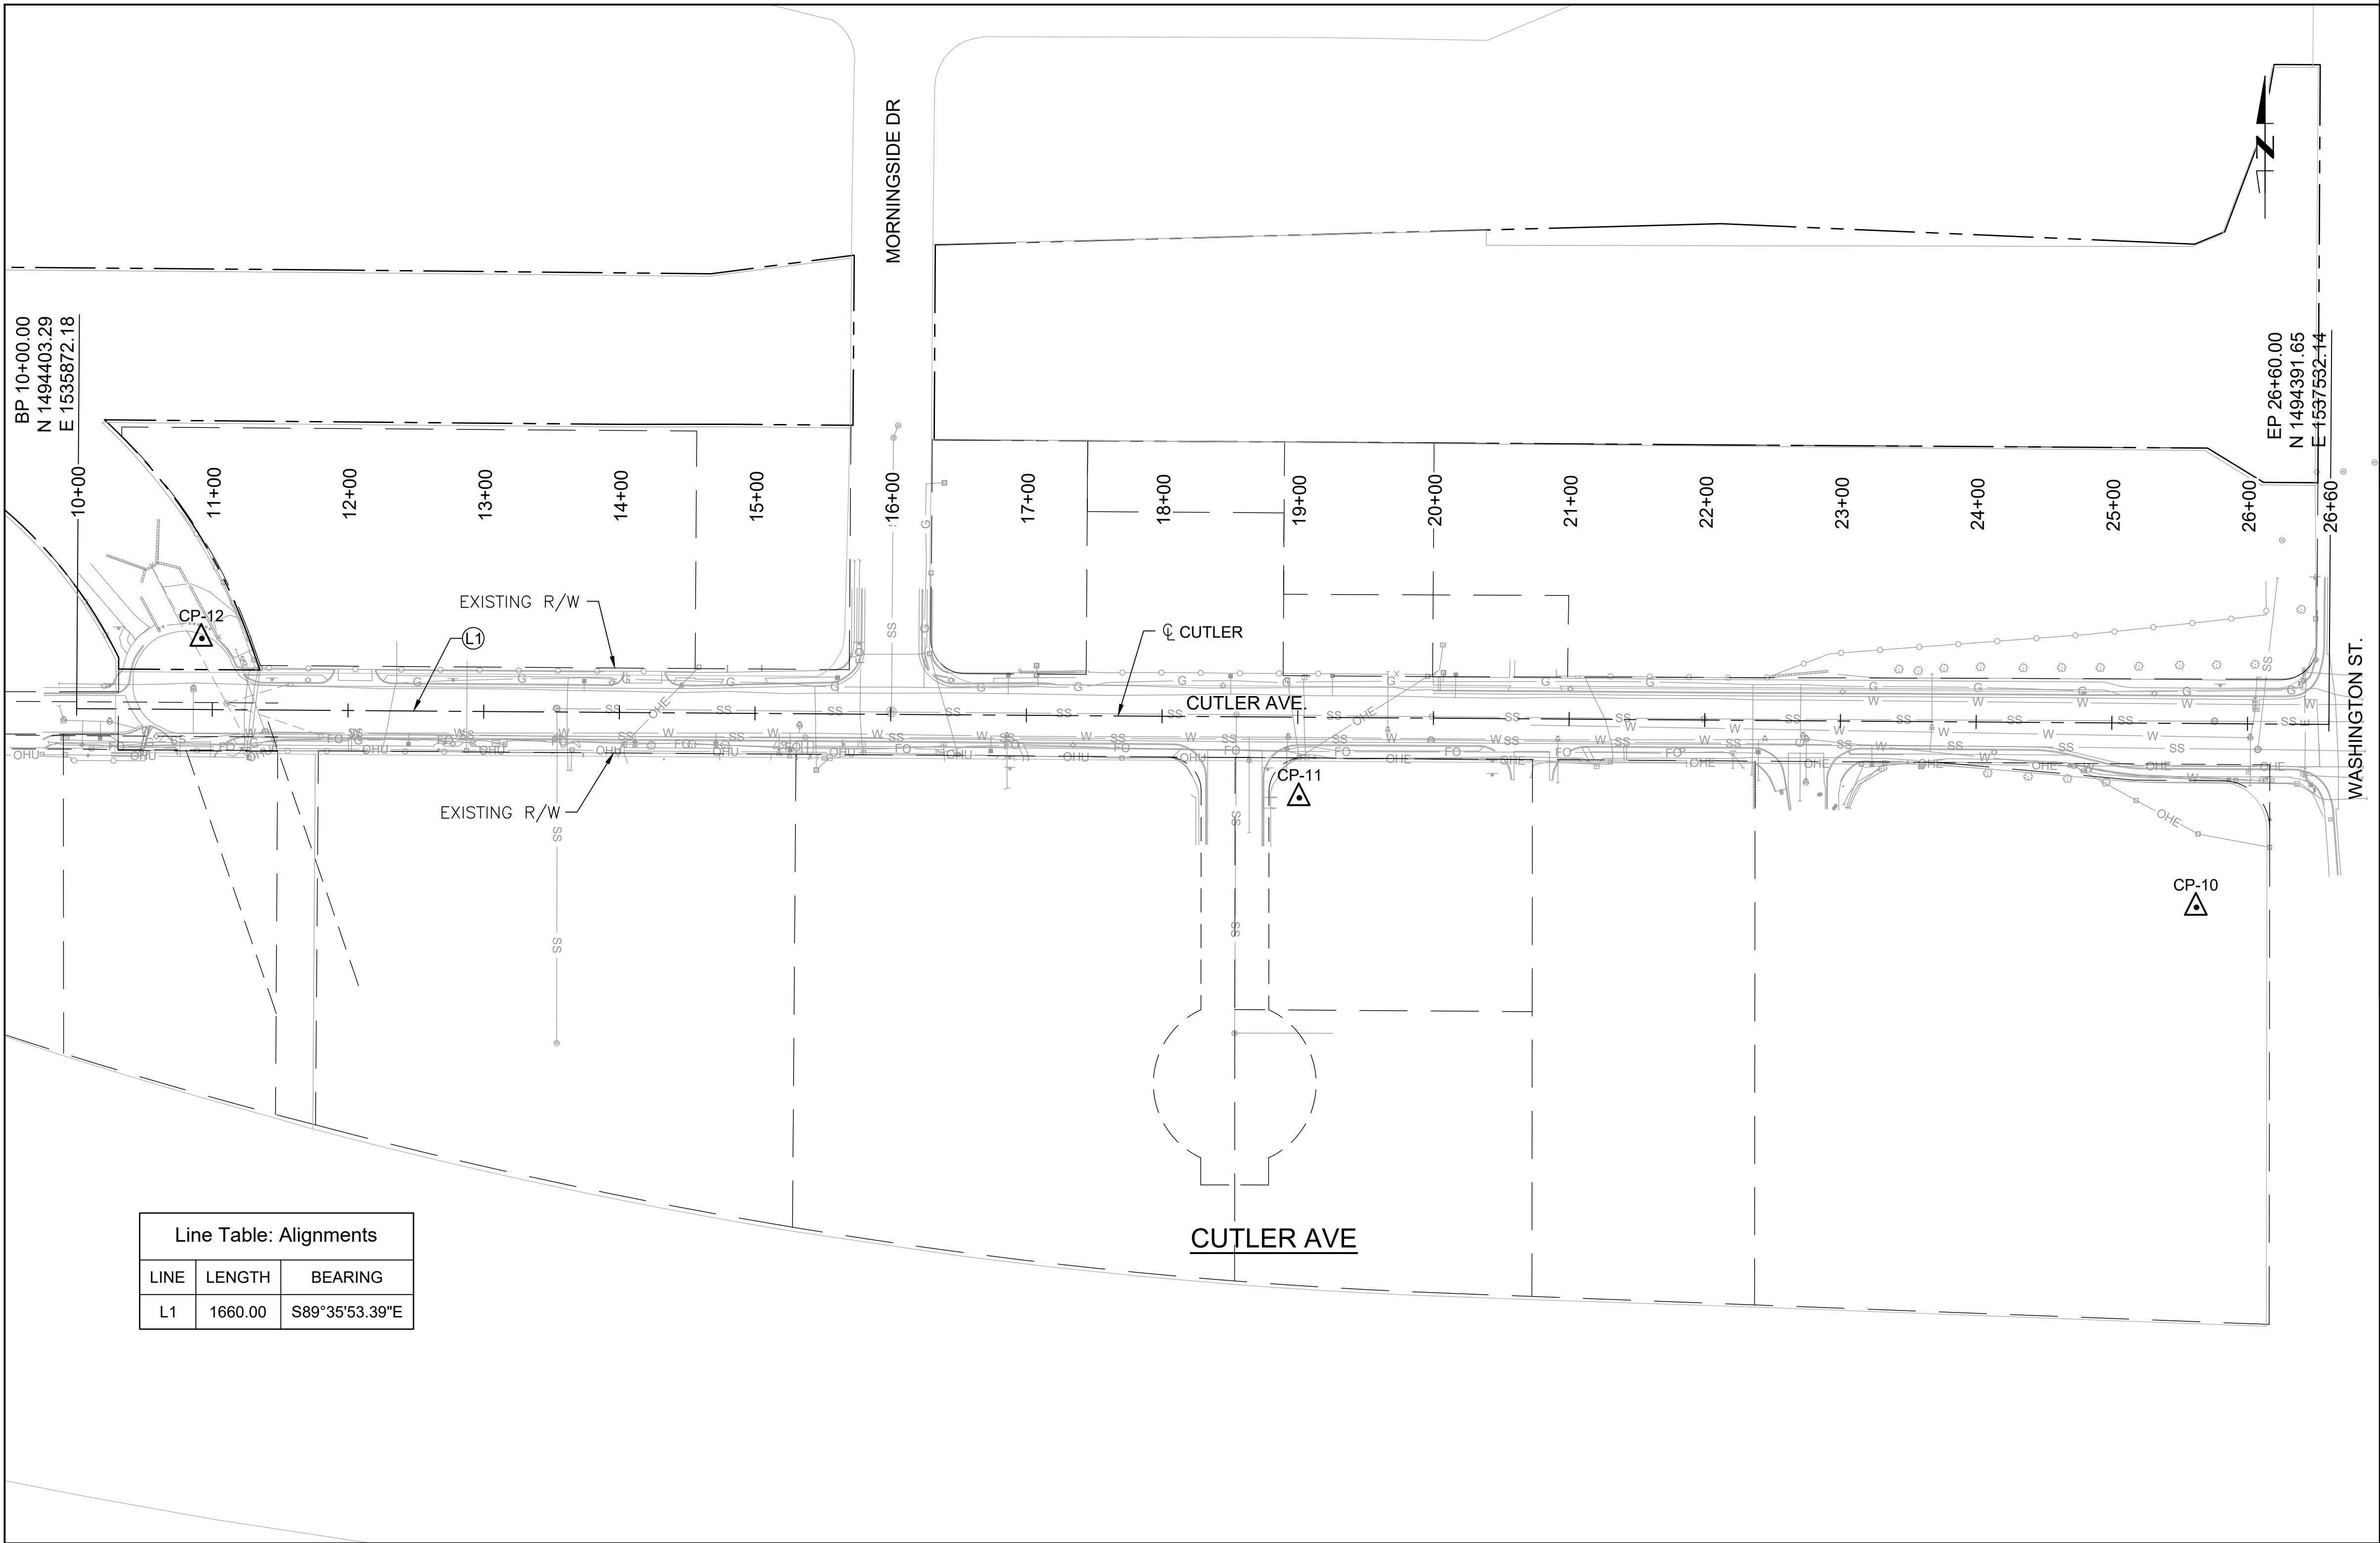 MORNINGSIDE DR
BP 10+00.00
N 1494403.29
E 1535872.18
EP 26+60.00
N 1494391.65
E 1537532.14
N
10+00
11+00
12+00
13+00
14+00
15+00
16+00
17+00
18+00
19+00
20+00
21+00
22+00
23+00
24+00
25+00
26+00
26+60
CP-12
EXISTING R/W
L1
℄ CUTLER
CUTLER AVE.
WASHINGTON ST.
CP-11
EXISTING R/W
CP-10
CUTLER AVE
Line Table: Alignments
LINE LENGTH BEARING
L1 1660.00 S89°35'53.39"E